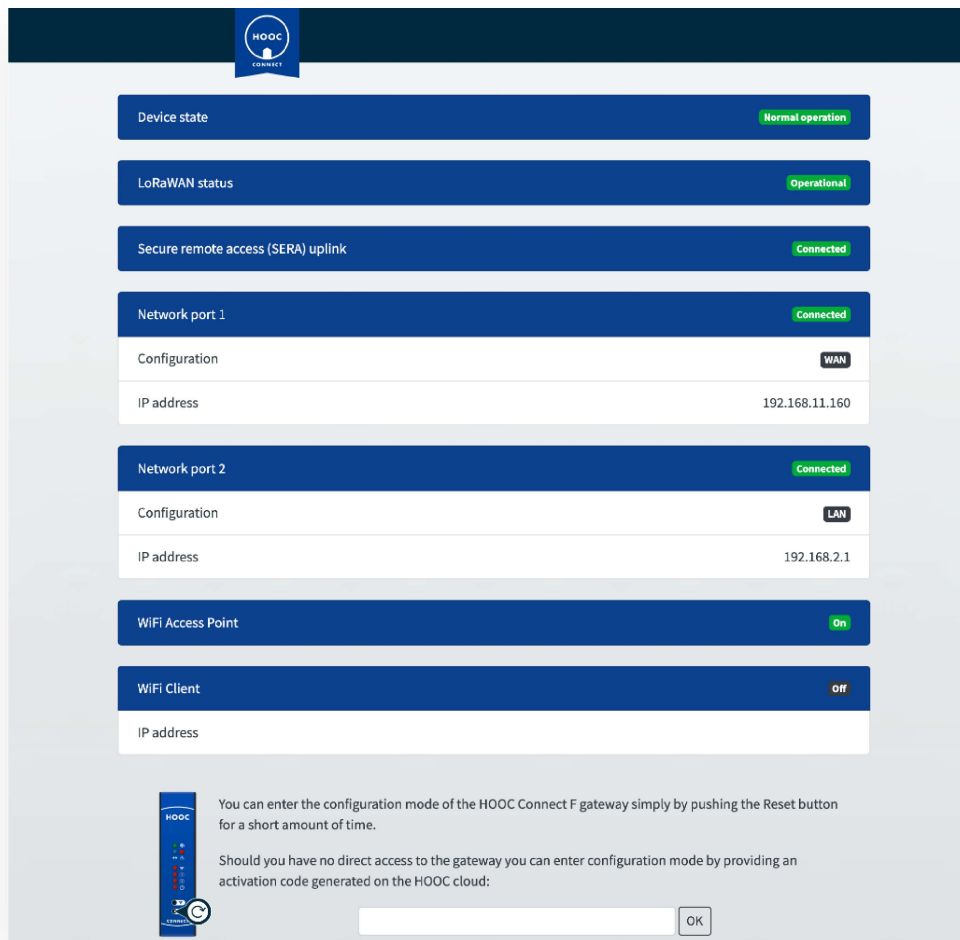 HOOC
CONNECT
Device state Normal operation
LoRaWAN status Operational
Secure remote access (SERA) uplink Connected
Network port 1 Connected
Configuration WAN
IP address 192.168.11.160
Network port 2 Connected
Configuration LAN
IP address 192.168.2.1
WiFi Access Point On
WiFi Client Off
IP address
HOOC
CONNECT
You can enter the configuration mode of the HOOC Connect F gateway simply by pushing the Reset button
for a short amount of time.
Should you have no direct access to the gateway you can enter configuration mode by providing an
activation code generated on the HOOC cloud:
OK